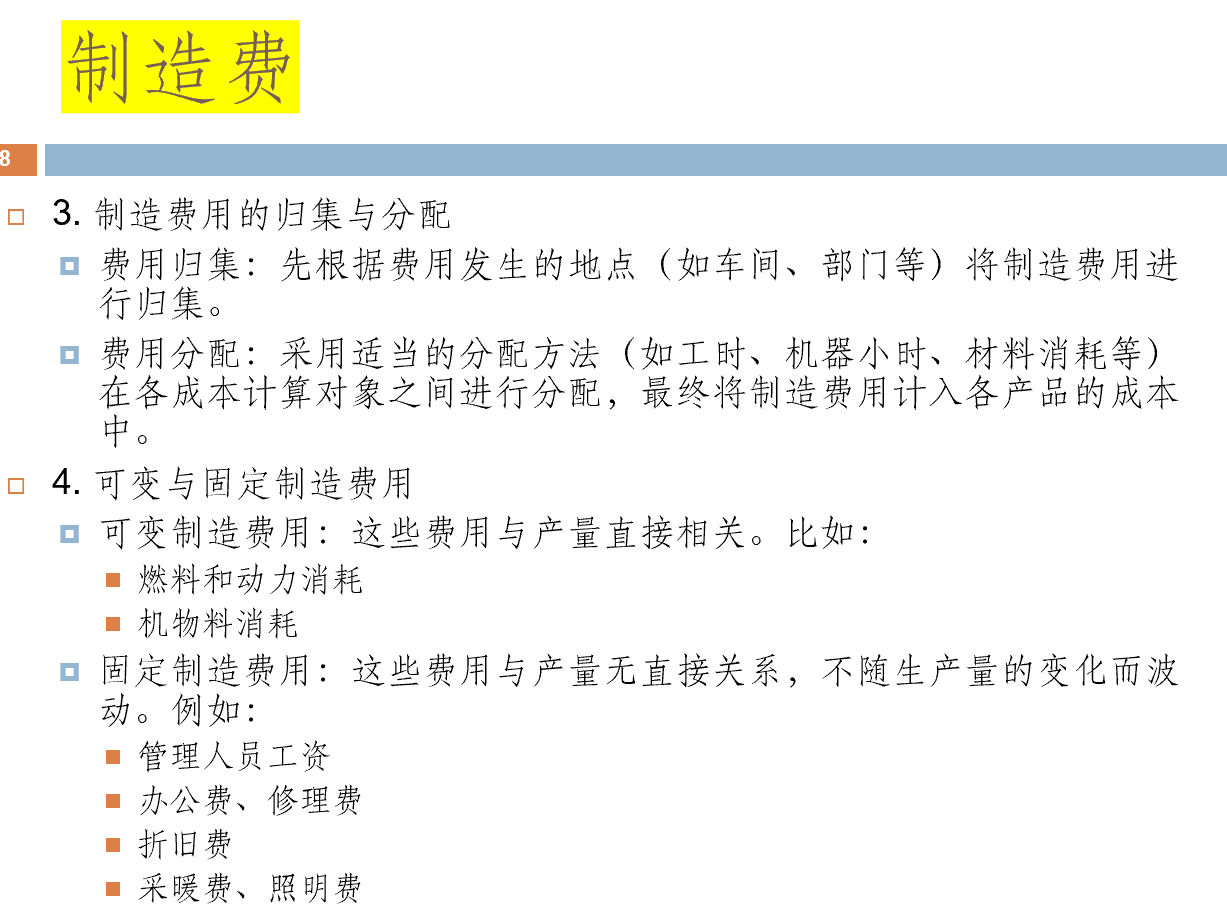 制造费
8
3. 制造费用的归集与分配
费用归集：先根据费用发生的地点（如车间、部门等）将制造费用进
行归集。
费用分配：采用适当的分配方法（如工时、机器小时、材料消耗等）
在各成本计算对象之间进行分配，最终将制造费用计入各产品的成本
中。
4. 可变与固定制造费用
可变制造费用：这些费用与产量直接相关。比如：
燃料和动力消耗
机物料消耗
固定制造费用：这些费用与产量无直接关系，不随生产量的变化而波
动。例如：
管理人员工资
办公费、修理费
折旧费
采暖费、照明费